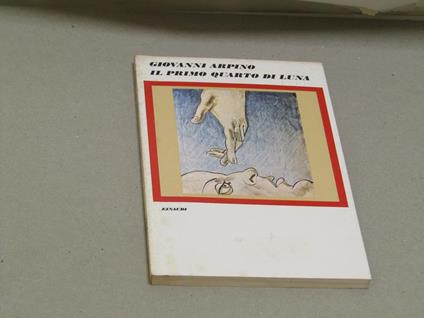 GIOVANNI ARPINO
IL PRIMO QUARTO DI LUNA
EINAUDI